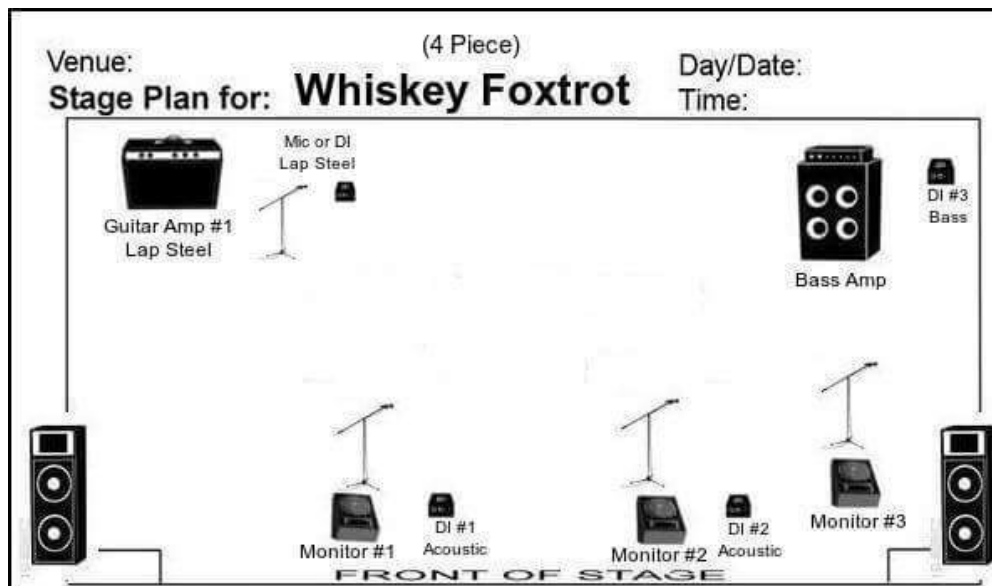 (4 Piece)
Venue:
Day/Date:
Stage Plan for: Whiskey Foxtrot
Time:
Mic or DI
Lap Steel
Guitar Amp #1
Lap Steel
DI #3
Bass
Bass Amp
Monitor #3
DI #1
Acoustic
Monitor #1
DI #2
Acoustic
Monitor #2
FRONT OF STAGE